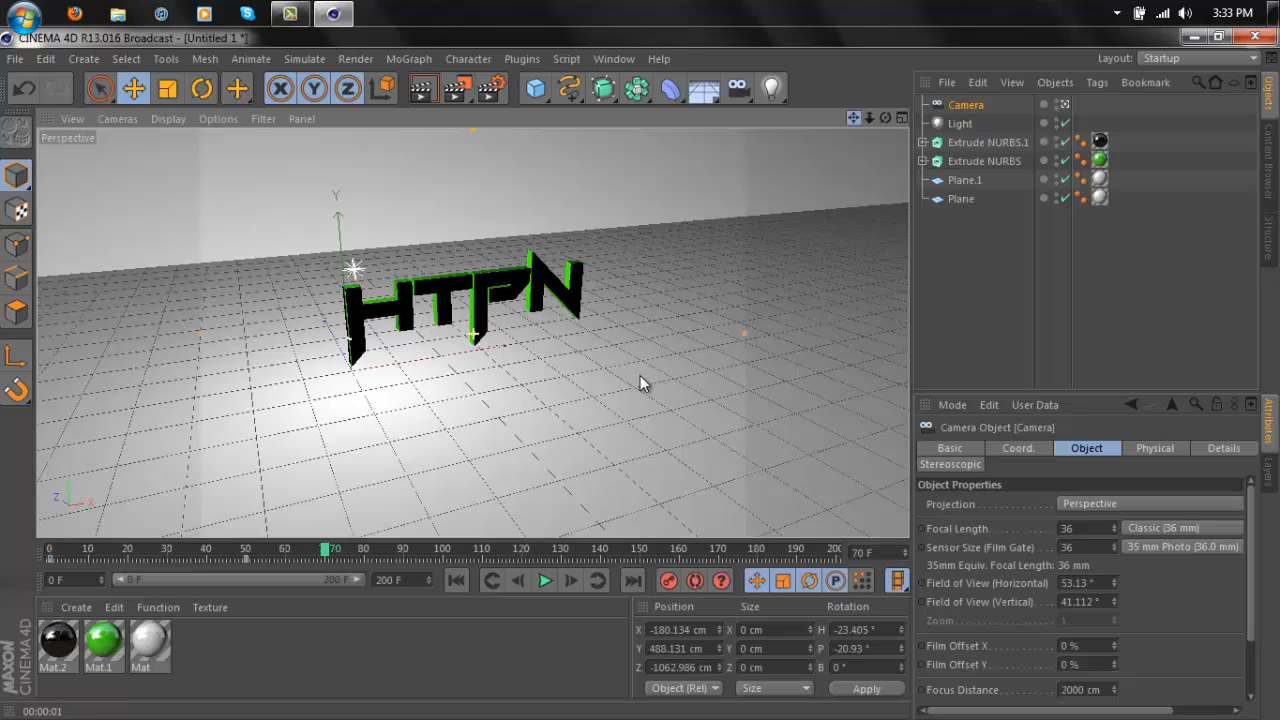 3:33 PM
CINEMA 4D R13.016 Broadcast - [Untitled 1 *]
File Edit Create Select Tools Mesh Animate Simulate Render MoGraph Character Plugins Script Window Help Layout: Startup
X Y Z
File Edit View Objects Tags Bookmark
View Cameras Display Options Filter Panel
Perspective
Camera
Light
Extrude NURBS.1
Extrude NURBS
Plane.1
Plane
Objects
Content Browser
Structure
Y
HTPN
Z X
Mode Edit User Data
Camera Object [Camera]
Basic Coord. Object Physical Details
Stereoscopic
Object Properties
Projection Perspective
Focal Length 36 Classic (36 mm)
Sensor Size (Film Gate) 36 35 mm Photo (36.0 mm)
35mm Equiv. Focal Length: 36 mm
Field of View (Horizontal) 53.13 °
Field of View (Vertical) 41.112 °
Zoom 1
Film Offset X 0 %
Film Offset Y 0 %
Focus Distance 2000 cm
Attributes
Layers
0 10 20 30 40 50 60 70 80 90 100 110 120 130 140 150 160 170 180 190 20( 70 F
0 F 0 F 200 F 200 F
P
Create Edit Function Texture
Mat.2 Mat.1 Mat
Position Size Rotation
X -180.134 cm X 0 cm H -23.405 °
Y 488.131 cm Y 0 cm P -20.93 °
Z -1062.986 cm Z 0 cm B 0 °
Object (Rel) Size Apply
MAXON
CINEMA 4D
00:00:01